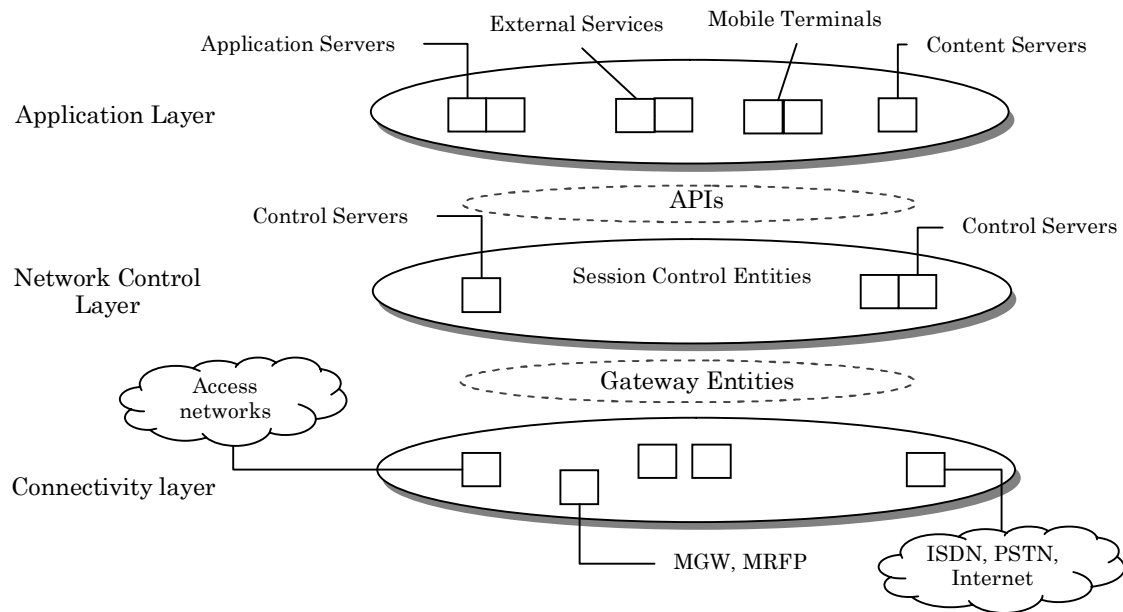 Mobile Terminals
External Services
Application Servers
Content Servers
Application Layer
APIs
Control Servers
Control Servers
Network Control
Layer
Session Control Entities
Gateway Entities
Access
networks
Connectivity layer
MGW, MRFP
ISDN, PSTN,
Internet